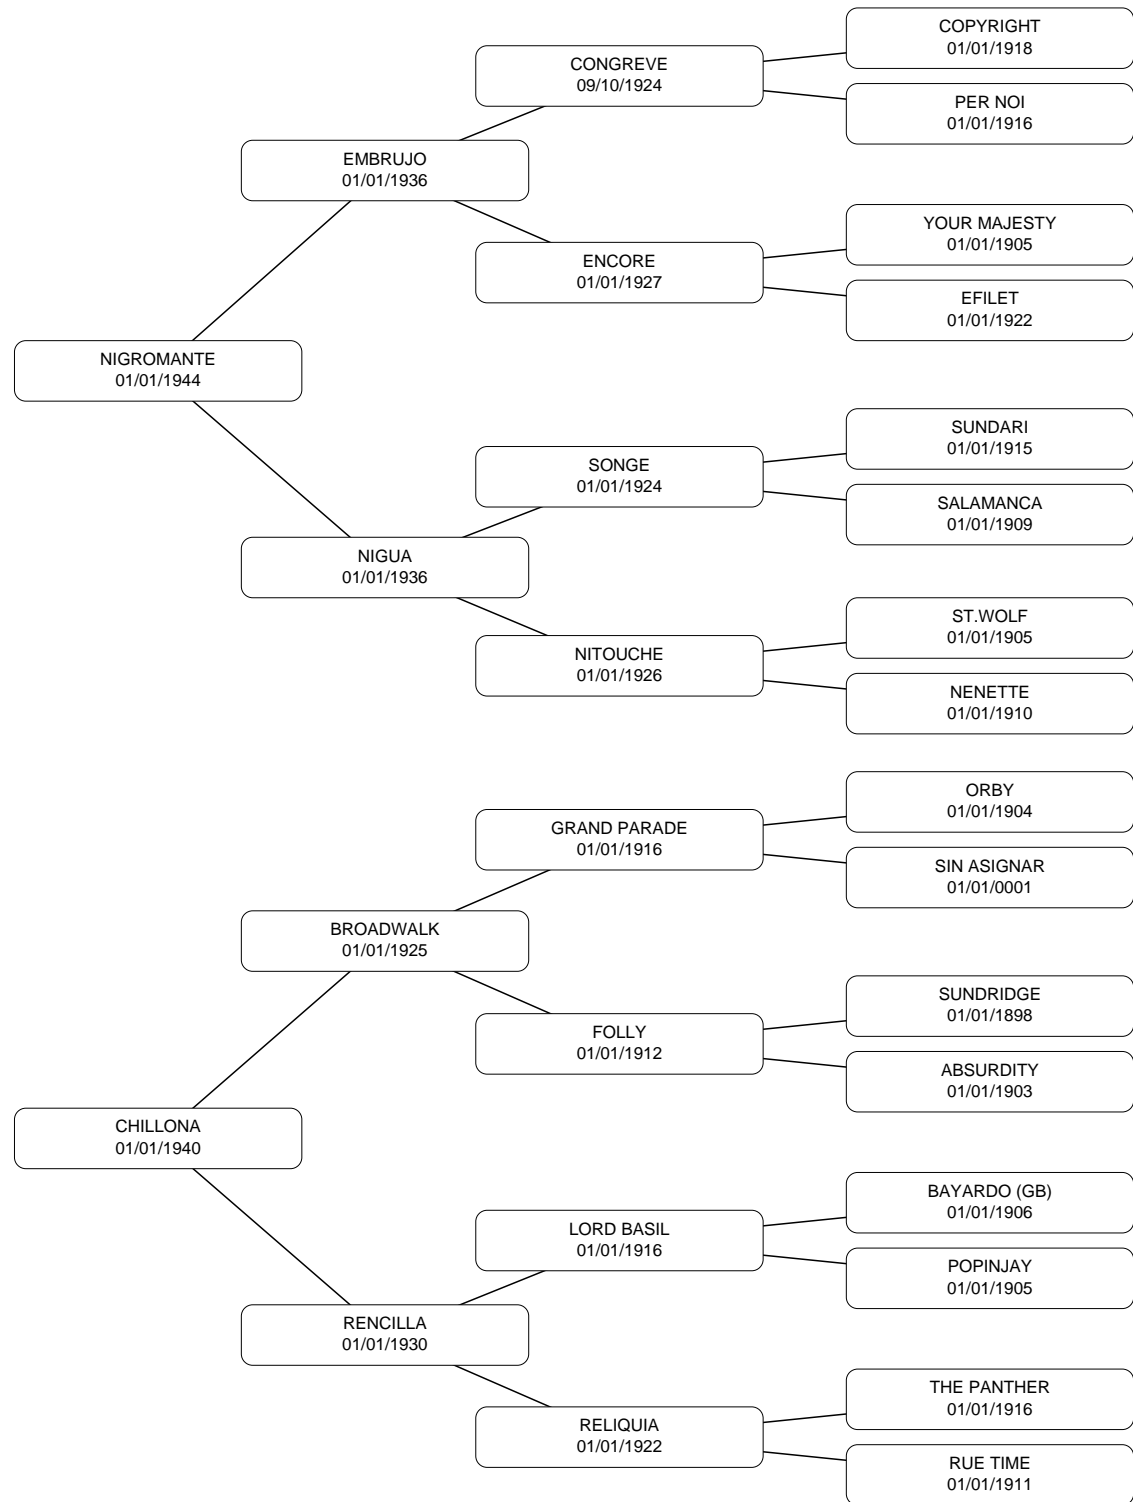 COPYRIGHT
01/01/1918
CONGREVE
09/10/1924
PER NOI
01/01/1916
EMBRUJO
01/01/1936
YOUR MAJESTY
01/01/1905
ENCORE
01/01/1927
EFILET
01/01/1922
NIGROMANTE
01/01/1944
SUNDARI
01/01/1915
SONGE
01/01/1924
SALAMANCA
01/01/1909
NIGUA
01/01/1936
ST.WOLF
01/01/1905
NITOUCHE
01/01/1926
NENETTE
01/01/1910
ORBY
01/01/1904
GRAND PARADE
01/01/1916
SIN ASIGNAR
01/01/0001
BROADWALK
01/01/1925
SUNDRIDGE
01/01/1898
FOLLY
01/01/1912
ABSURDITY
01/01/1903
CHILLONA
01/01/1940
BAYARDO (GB)
01/01/1906
LORD BASIL
01/01/1916
POPINJAY
01/01/1905
RENCILLA
01/01/1930
THE PANTHER
01/01/1916
RELIQUIA
01/01/1922
RUE TIME
01/01/1911